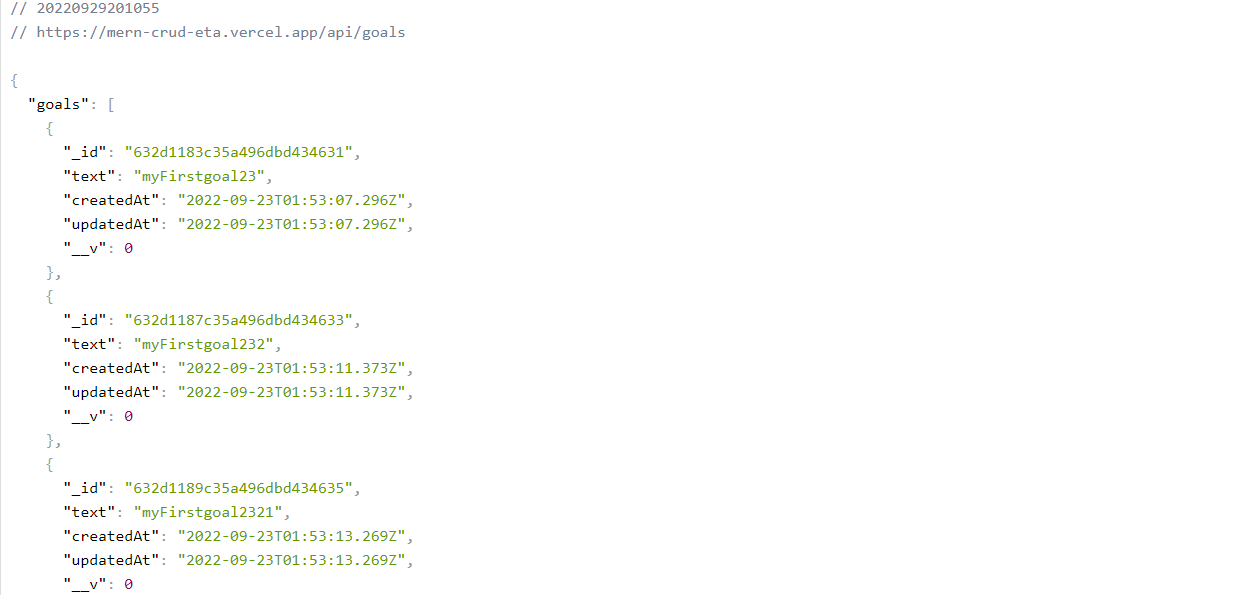 // 20220929201055
// https://mern-crud-eta.vercel.app/api/goals
{
"goals": [
{
"_id": "632d1183c35a496dbd434631",
"text": "myFirstgoal23",
"createdAt": "2022-09-23T01:53:07.296Z",
"updatedAt": "2022-09-23T01:53:07.296Z",
"__v": 0
},
{
"_id": "632d1187c35a496dbd434633",
"text": "myFirstgoal232",
"createdAt": "2022-09-23T01:53:11.373Z",
"updatedAt": "2022-09-23T01:53:11.373Z",
"__v": 0
},
{
"_id": "632d1189c35a496dbd434635",
"text": "myFirstgoal2321",
"createdAt": "2022-09-23T01:53:13.269Z",
"updatedAt": "2022-09-23T01:53:13.269Z",
"__v": 0